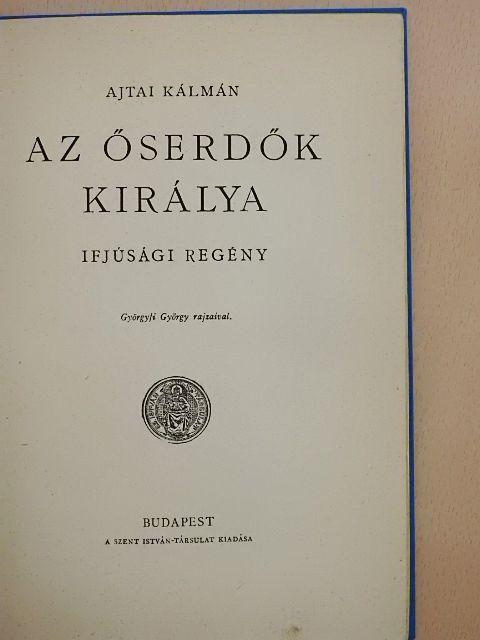 AJTAI KÁLMÁN
AZ ŐSERDŐK
KIRÁLYA
IFJÚSÁGI REGÉNY
Györgyfi György rajzaival.
BUDAPEST
A SZENT ISTVÁN-TÁRSULAT KIADÁSA